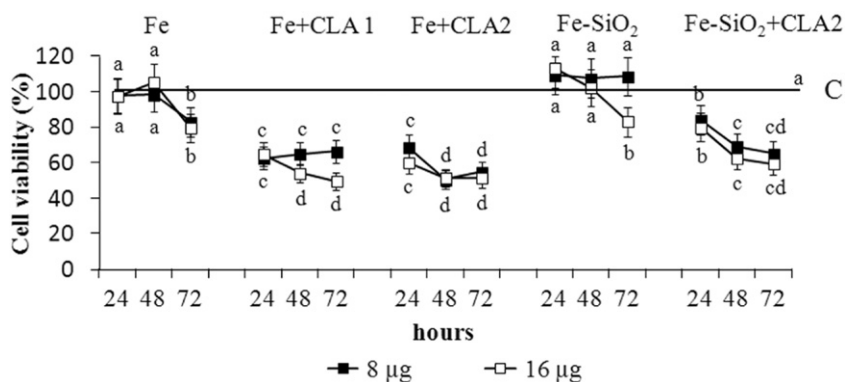 Fe Fe+CLA 1 Fe+CLA2 Fe-SiO₂ Fe-SiO₂+CLA2
120
100
80
60
40
20
0
Cell viability (%)
a a b
a a b
c c c
c d d
c d d
c d d
a a a
a a b
b c cd
b c cd
a C
24 48 72 24 48 72 24 48 72 24 48 72 24 48 72
hours
8 µg 16 µg